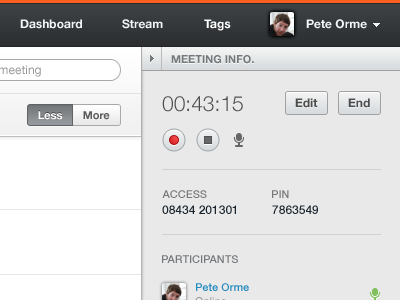 Dashboard Stream Tags Pete Orme
meeting
MEETING INFO.
00:43:15 Edit End
Less More
ACCESS PIN
08434 201301 7863549
PARTICIPANTS
Pete Orme
Online